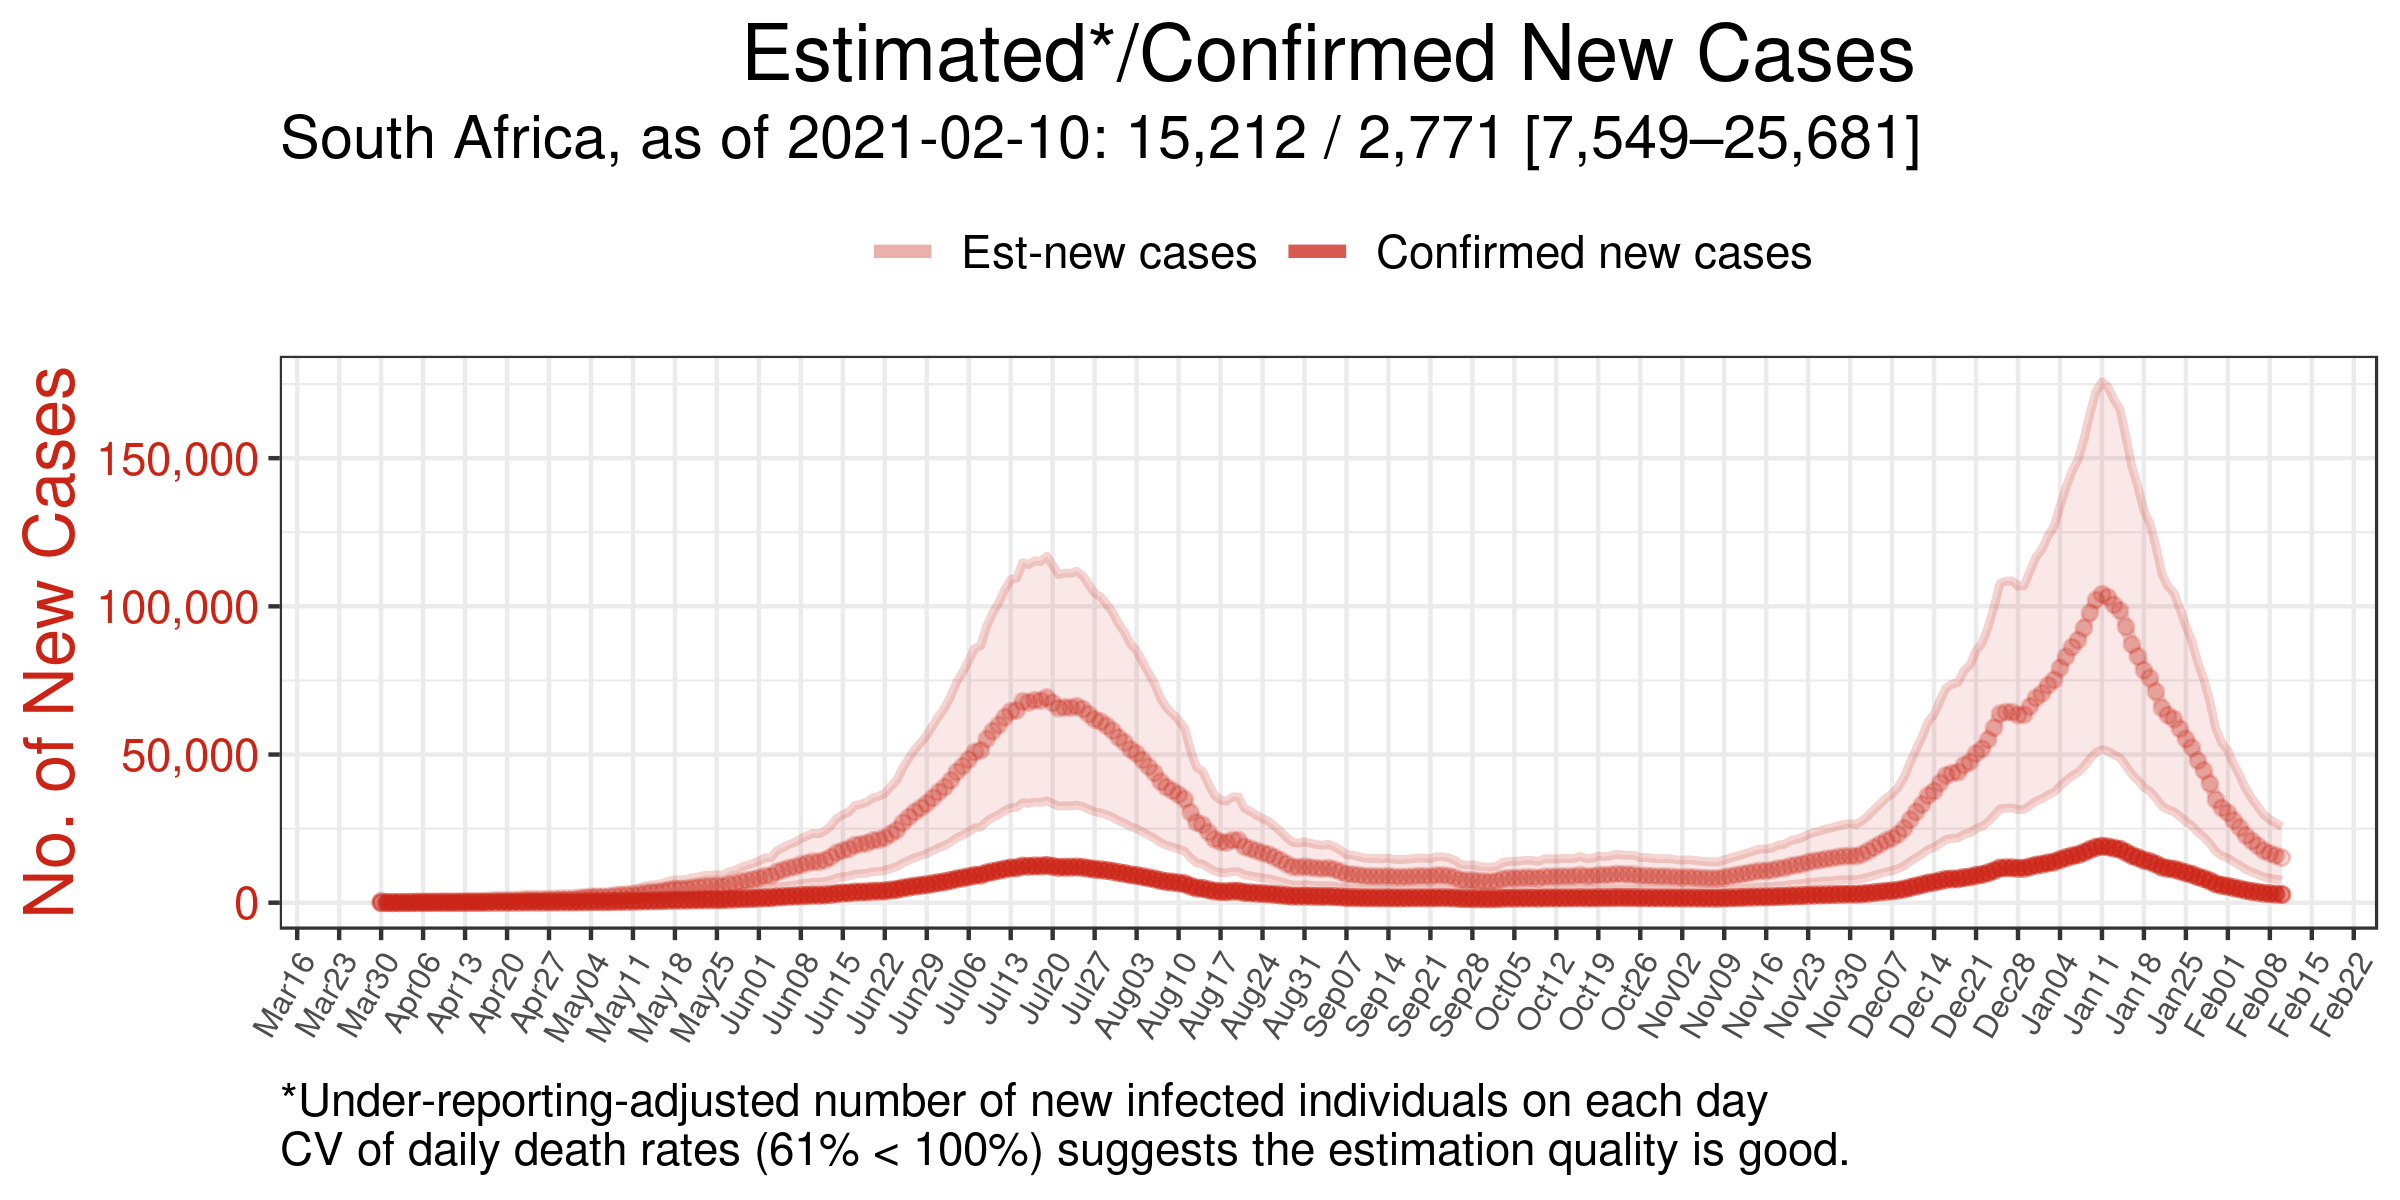 Estimated*/Confirmed New Cases
South Africa, as of 2021-02-10: 15,212 / 2,771 [7,549–25,681]
Est-new cases
Confirmed new cases
No. of New Cases
150,000
100,000
50,000
0
Mar16
Mar23
Mar30
Apr06
Apr13
Apr20
Apr27
May04
May11
May18
May25
Jun01
Jun08
Jun15
Jun22
Jun29
Jul06
Jul13
Jul20
Jul27
Aug03
Aug10
Aug17
Aug24
Aug31
Sep07
Sep14
Sep21
Sep28
Oct05
Oct12
Oct19
Oct26
Nov02
Nov09
Nov16
Nov23
Nov30
Dec07
Dec14
Dec21
Dec28
Jan04
Jan11
Jan18
Jan25
Feb01
Feb08
Feb15
Feb22
*Under-reporting-adjusted number of new infected individuals on each day
CV of daily death rates (61% < 100%) suggests the estimation quality is good.